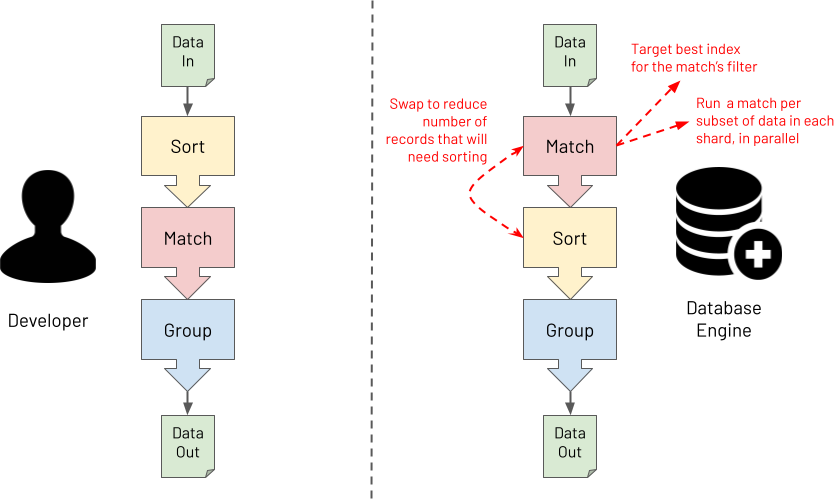 Data
In
Sort
Match
Group
Data
Out
Developer
Data
In
Target best index
for the match's filter
Swap to reduce
number of
records that will
need sorting
Run a match per
subset of data in each
shard, in parallel
Match
Sort
Group
Data
Out
Database
Engine